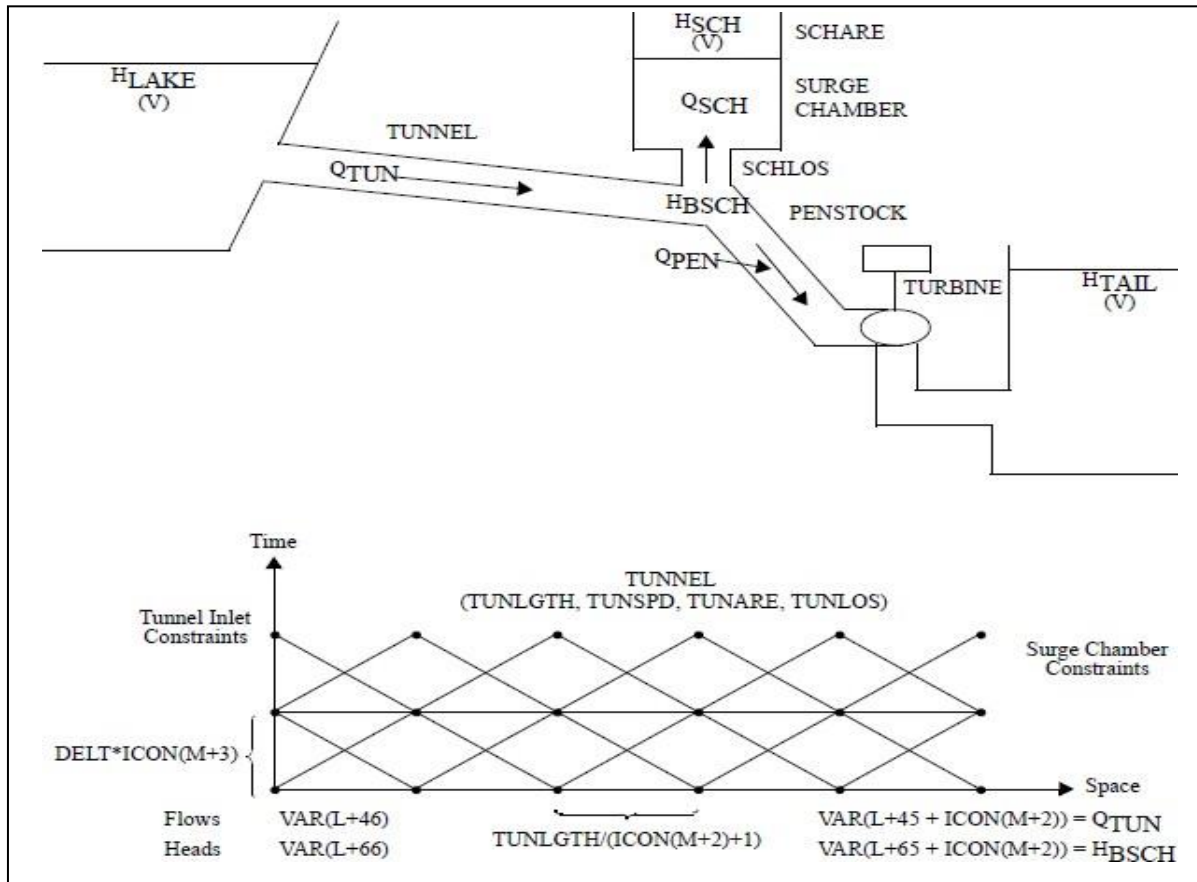 HSCH
(V)
SCHARE
HLAKE
(V)
SURGE
CHAMBER
QSCH
TUNNEL
QTUN
SCHLOS
HBSCH
PENSTOCK
QPEN
TURBINE
HTAIL
(V)
Time
TUNNEL
(TUNLGTH, TUNSPD, TUNARE, TUNLOS)
Tunnel Inlet
Constraints
Surge Chamber
Constraints
DELT*ICON(M+3)
Space
Flows VAR(L+46) VAR(L+45 + ICON(M+2)) = QTUN
TUNLGTH/(ICON(M+2)+1)
Heads VAR(L+66) VAR(L+65 + ICON(M+2)) = HBSCH